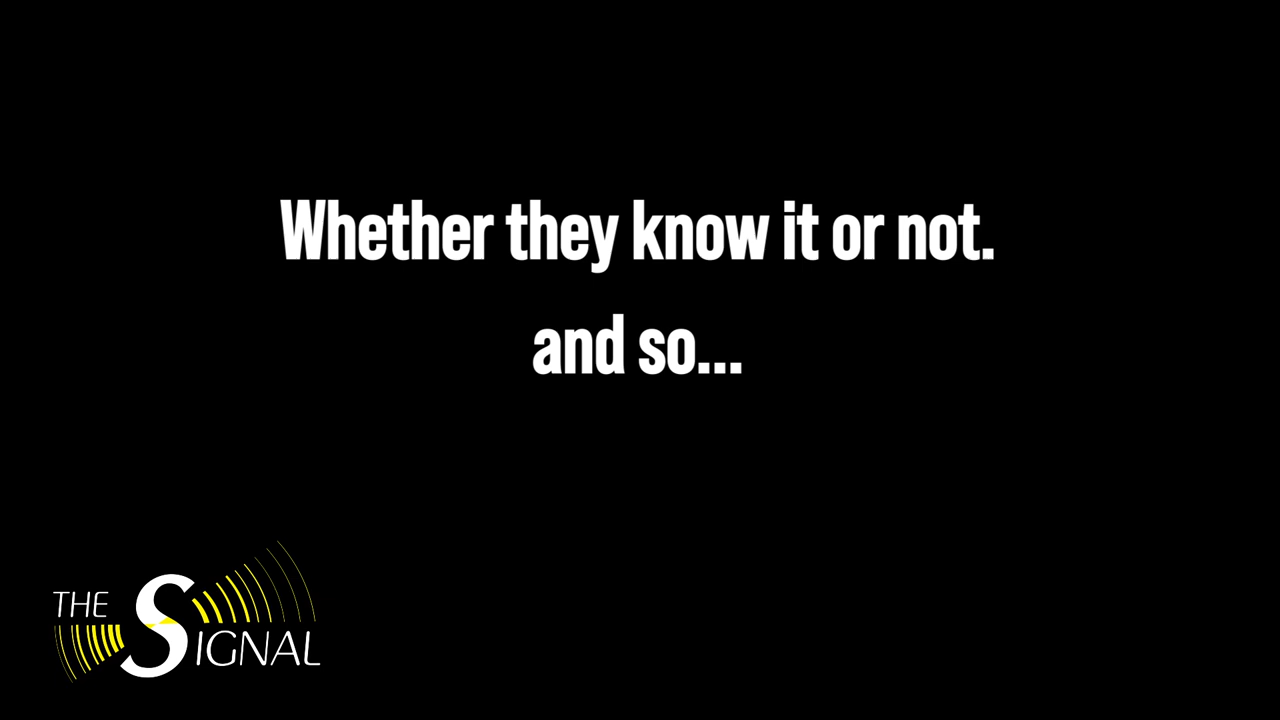 Whether they know it or not.
and so...
THE
SIGNAL